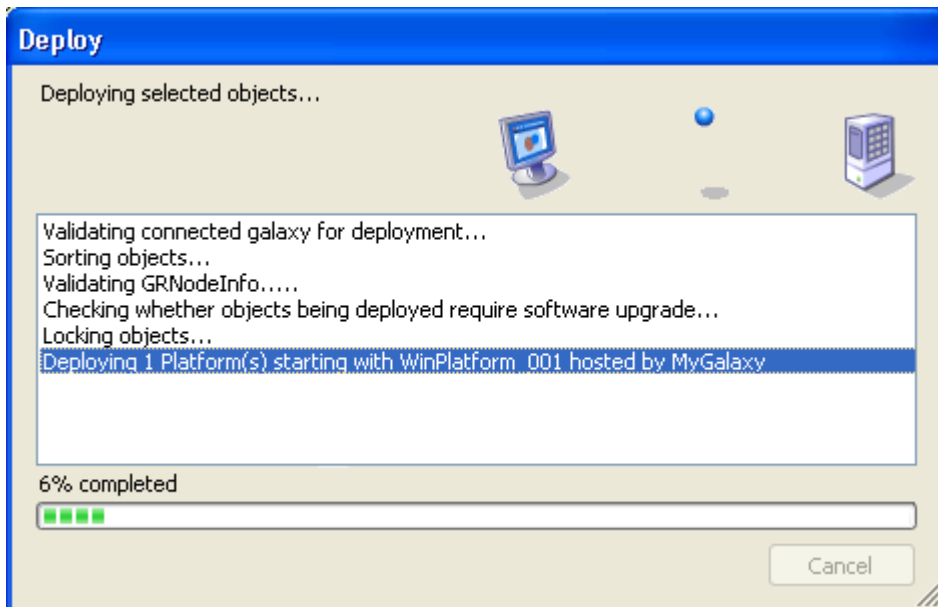 Deploy
Deploying selected objects...
Validating connected galaxy for deployment...
Sorting objects...
Validating GRNodeInfo.....
Checking whether objects being deployed require software upgrade...
Locking objects...
Deploying 1 Platform(s) starting with WinPlatform_001 hosted by MyGalaxy
6% completed
Cancel